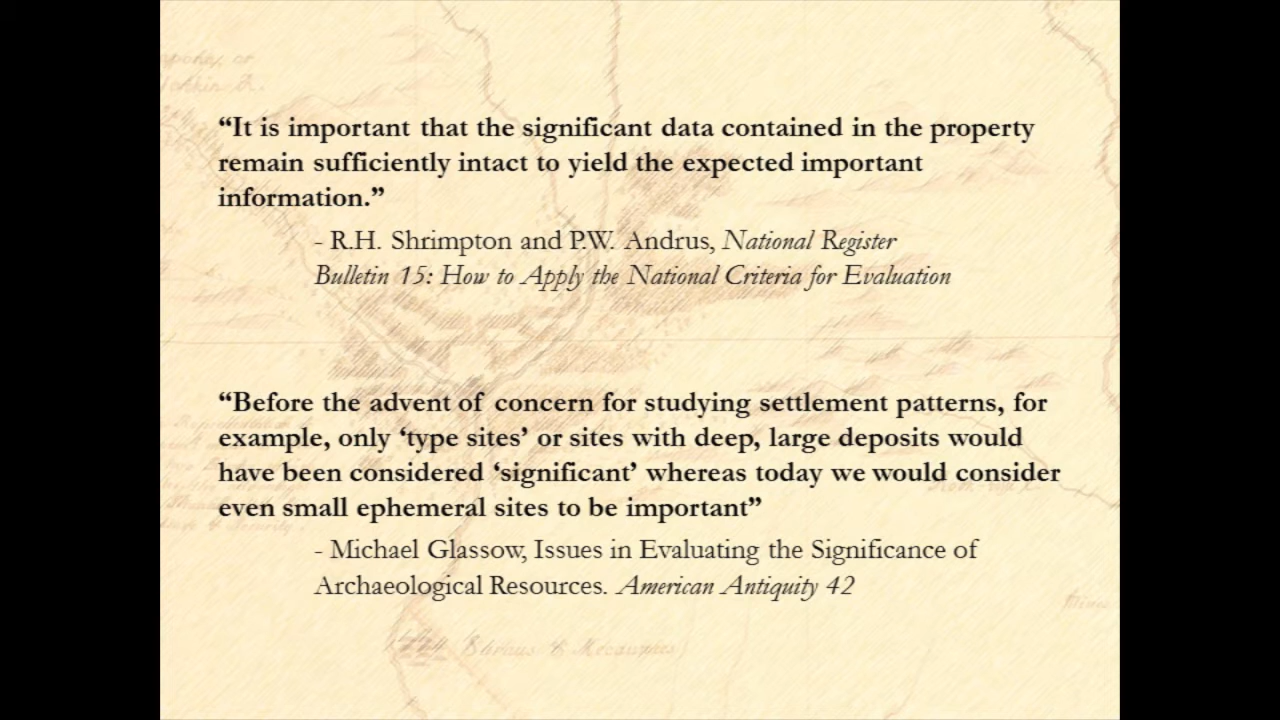 “It is important that the significant data contained in the property
remain sufficiently intact to yield the expected important
information.”
- R.H. Shrimpton and P.W. Andrus, National Register
Bulletin 15: How to Apply the National Criteria for Evaluation
“Before the advent of concern for studying settlement patterns, for
example, only ‘type sites’ or sites with deep, large deposits would
have been considered ‘significant’ whereas today we would consider
even small ephemeral sites to be important”
- Michael Glassow, Issues in Evaluating the Significance of
Archaeological Resources. American Antiquity 42